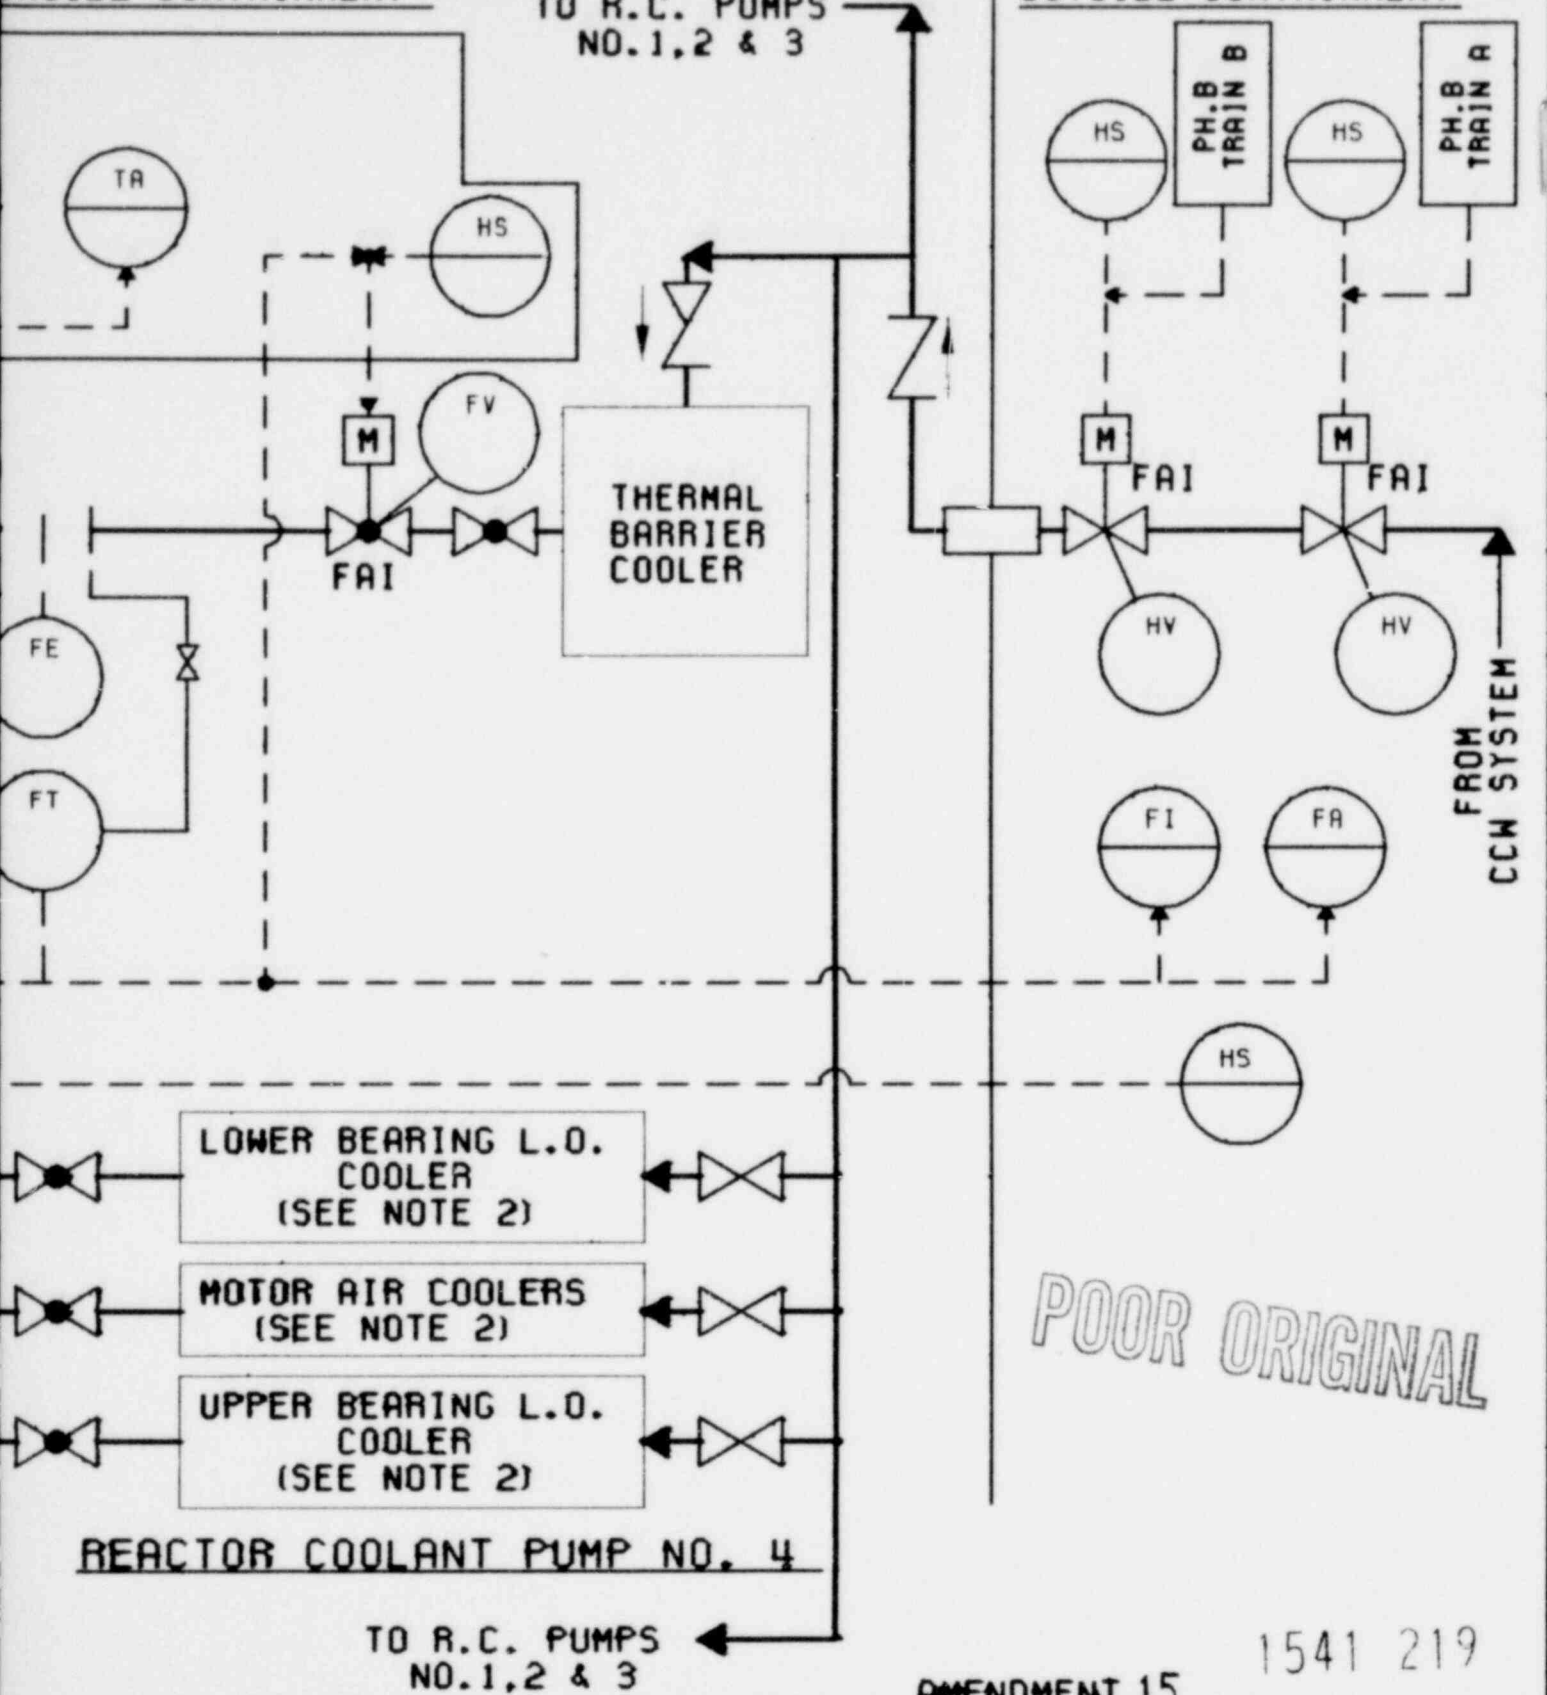 TO R.C. PUMPS
NO.1,2 & 3
PH.B
TRAIN B
PH.B
TRAIN A
HS
HS
TA
HS
M
FV
M
FAI
M
FAI
THERMAL
BARRIER
COOLER
FAI
FE
HV
HV
FROM
CCW SYSTEM
FT
FI
FA
HS
LOWER BEARING L.O.
COOLER
(SEE NOTE 2)
MOTOR AIR COOLERS
(SEE NOTE 2)
POOR ORIGINAL
UPPER BEARING L.O.
COOLER
(SEE NOTE 2)
REACTOR COOLANT PUMP NO. 4
TO R.C. PUMPS
NO.1,2 & 3
1541 219
AMENDMENT 15